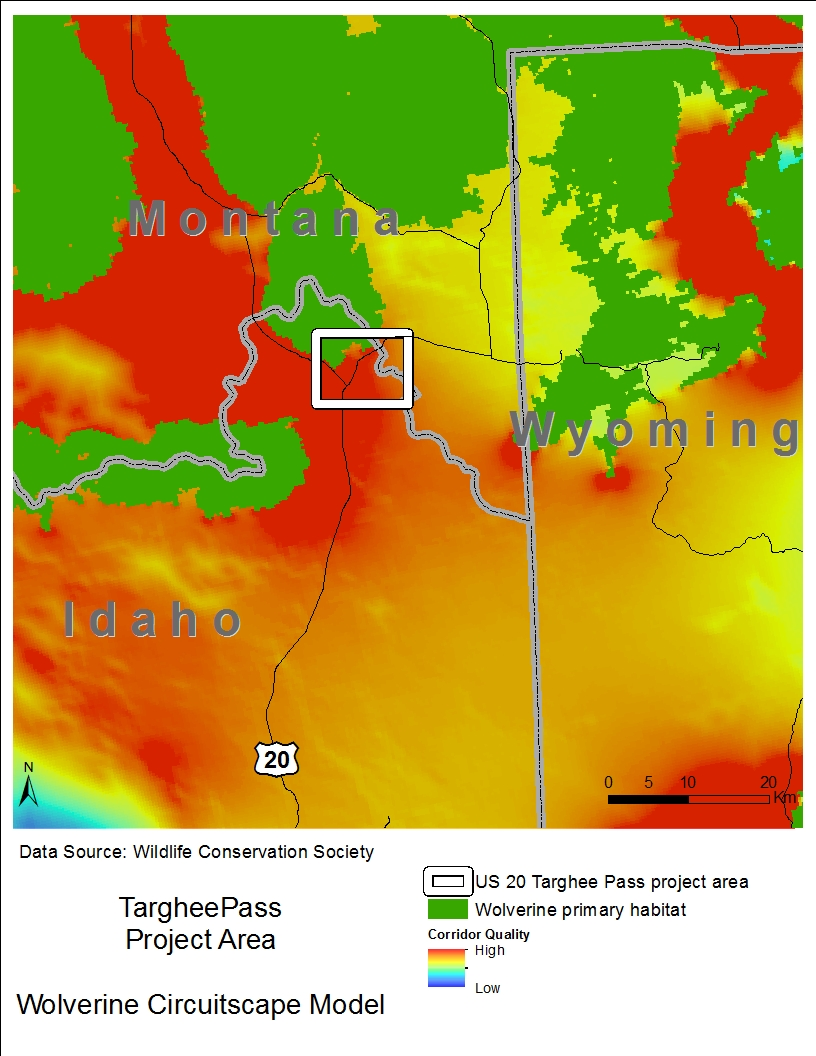 Montana
Wyoming
Idaho
20
N
0 5 10 20
Km
Data Source: Wildlife Conservation Society
TargheePass
Project Area
Wolverine Circuitscape Model
US 20 Targhee Pass project area
Wolverine primary habitat
Corridor Quality
High
Low